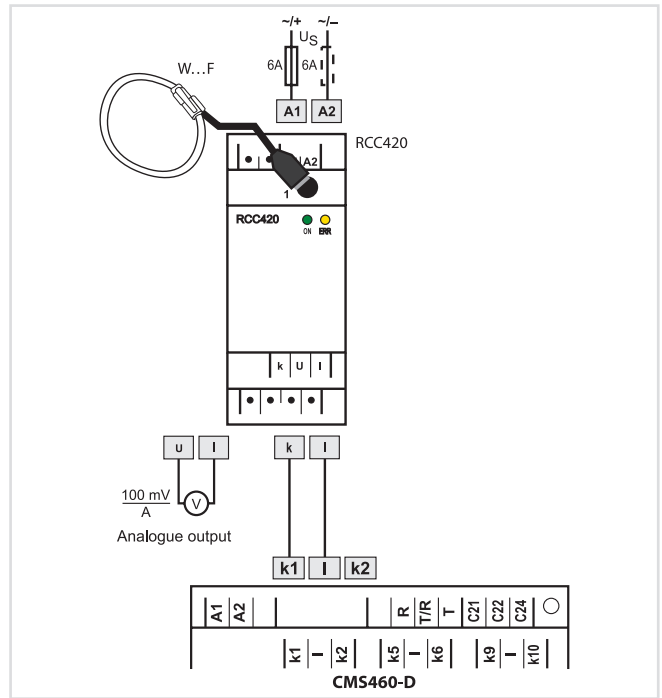 ~/+ ~/–
U_S
6A 6A
W...F
A1 A2
RCC420
A2
1
RCC420
ON ERR
k U l
U l k l
100 mV
A
V
Analogue output
k1 l k2
A1 A2 R T/R T C21 C22 C24
k1 l k2 k5 l k6 k9 l k10
CMS460-D